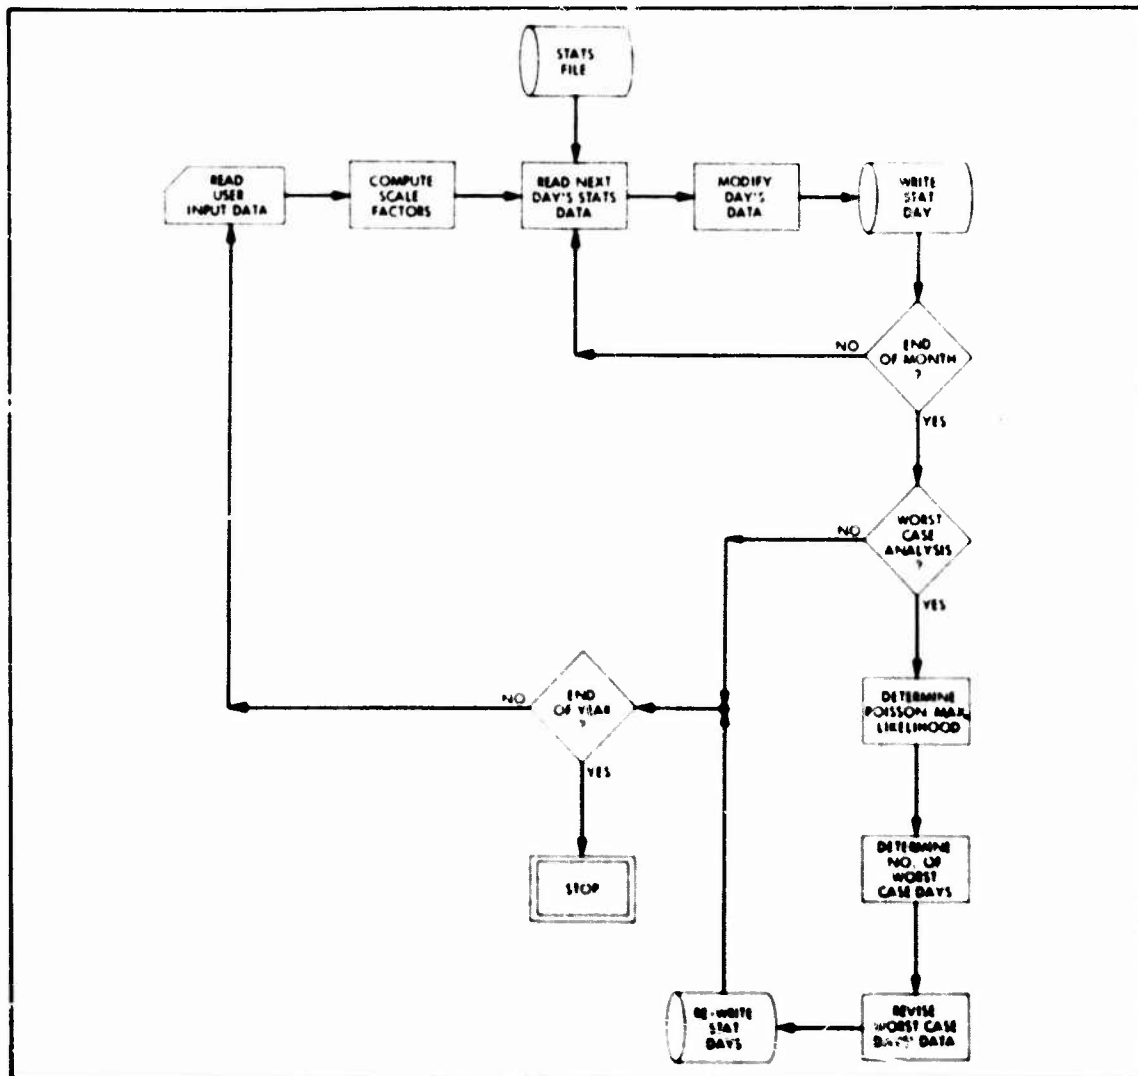 STATS
FILE
READ
USER
INPUT DATA
COMPUTE
SCALE
FACTORS
READ NEXT
DAY'S STATS
DATA
MODIFY
DAY'S
DATA
WRITE
STAT
DAY
END
OF MONTH
?
NO
YES
WORST
CASE
ANALYSIS
?
NO
YES
END
OF YEAR
?
NO
YES
STOP
DETERMINE
POISSON MAX.
LIKELIHOOD
DETERMINE
NO. OF
WORST
CASE DAYS
REVISE
WORST CASE
DAYS' DATA
RE-WRITE
STAT
DAYS